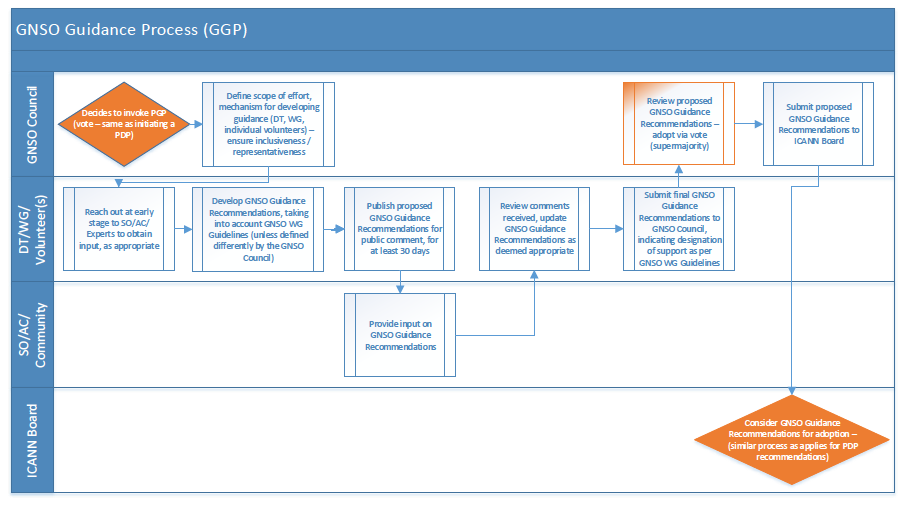 GNSO Guidance Process (GGP)
GNSO Council
Decides to invoke PGP
(vote – same as initiating a
PDP)
Define scope of effort,
mechanism for developing
guidance (DT, WG,
individual volunteers) –
ensure inclusiveness /
representativeness
Review proposed
GNSO Guidance
Recommendations –
adopt via vote
(supermajority)
Submit proposed
GNSO Guidance
Recommendations to
ICANN Board
DT/WG/
Volunteer(s)
Reach out at early
stage to SO/AC/
Experts to obtain
input, as appropriate
Develop GNSO Guidance
Recommendations, taking
into account GNSO WG
Guidelines (unless defined
differently by the GNSO
Council)
Publish proposed
GNSO Guidance
Recommendations for
public comment, for
at least 30 days
Review comments
received, update
GNSO Guidance
Recommendations as
deemed appropriate
Submit final GNSO
Guidance
Recommendations to
GNSO Council,
indicating designation
of support as per
GNSO WG Guidelines
SO/AC/
Community
Provide input on
GNSO Guidance
Recommendations
ICANN Board
Consider GNSO Guidance
Recommendations for adoption –
(similar process as applies for PDP
recommendations)